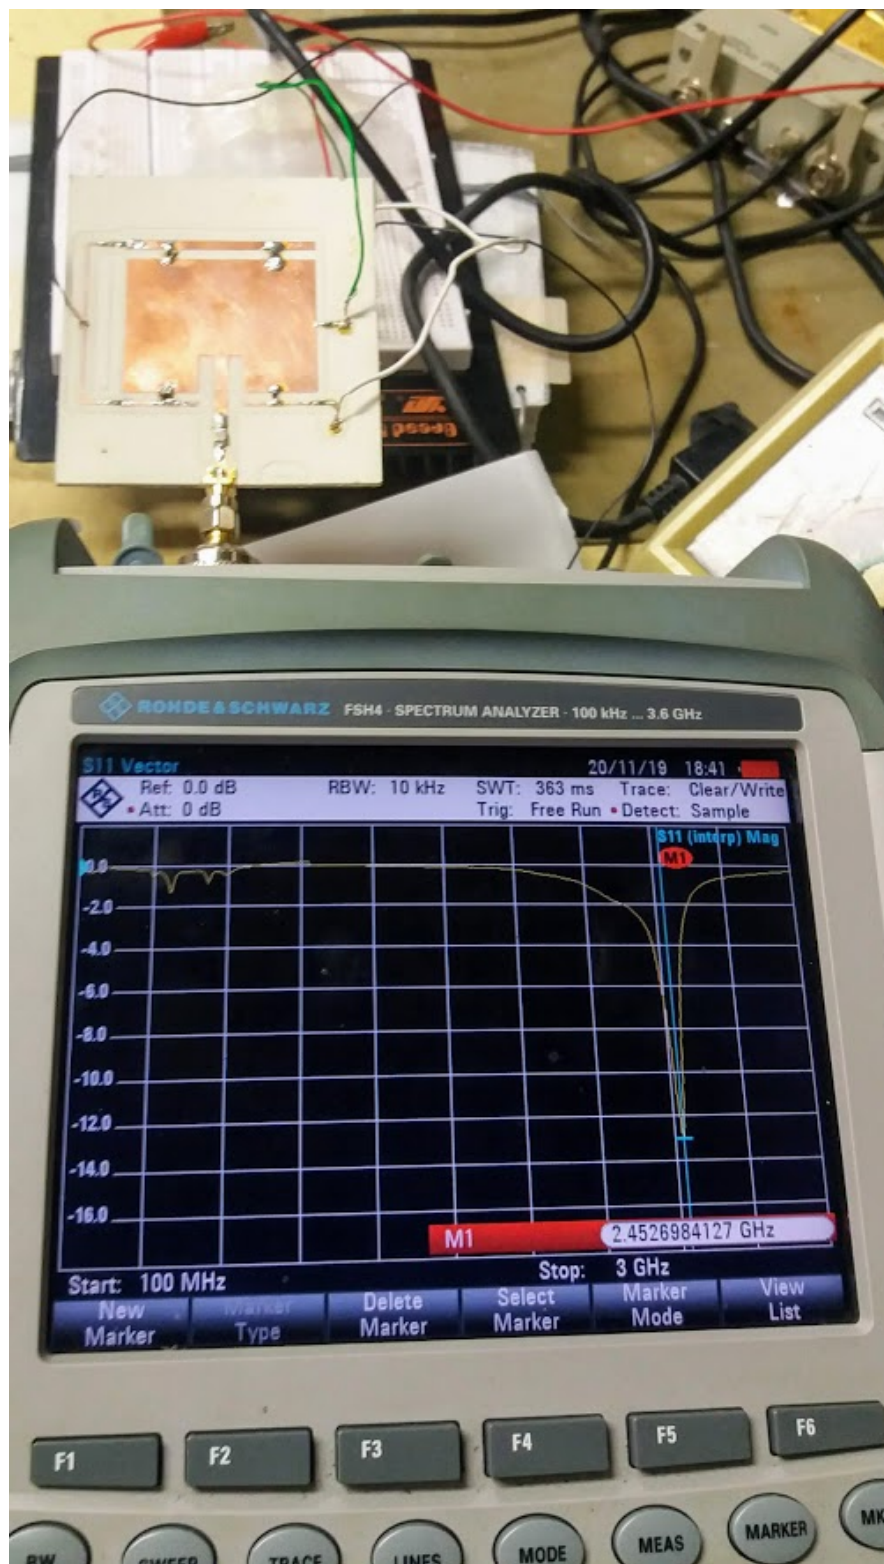 ROHDE&SCHWARZ FSH4 · SPECTRUM ANALYZER · 100 kHz ... 3.6 GHz
S11 Vector 20/11/19 18:41
Ref: 0.0 dB RBW: 10 kHz SWT: 363 ms Trace: Clear/Write
Att: 0 dB Trig: Free Run Detect: Sample
S11 (interp) Mag
M1
0.0
-2.0
-4.0
-6.0
-8.0
-10.0
-12.0
-14.0
-16.0
M1 2.4526984127 GHz
Start: 100 MHz Stop: 3 GHz
New Marker Delete Select Marker View
Marker Type Marker Marker Mode List
F1 F2 F3 F4 F5 F6
BW SWEEP TRACE LINES MODE MEAS MARKER